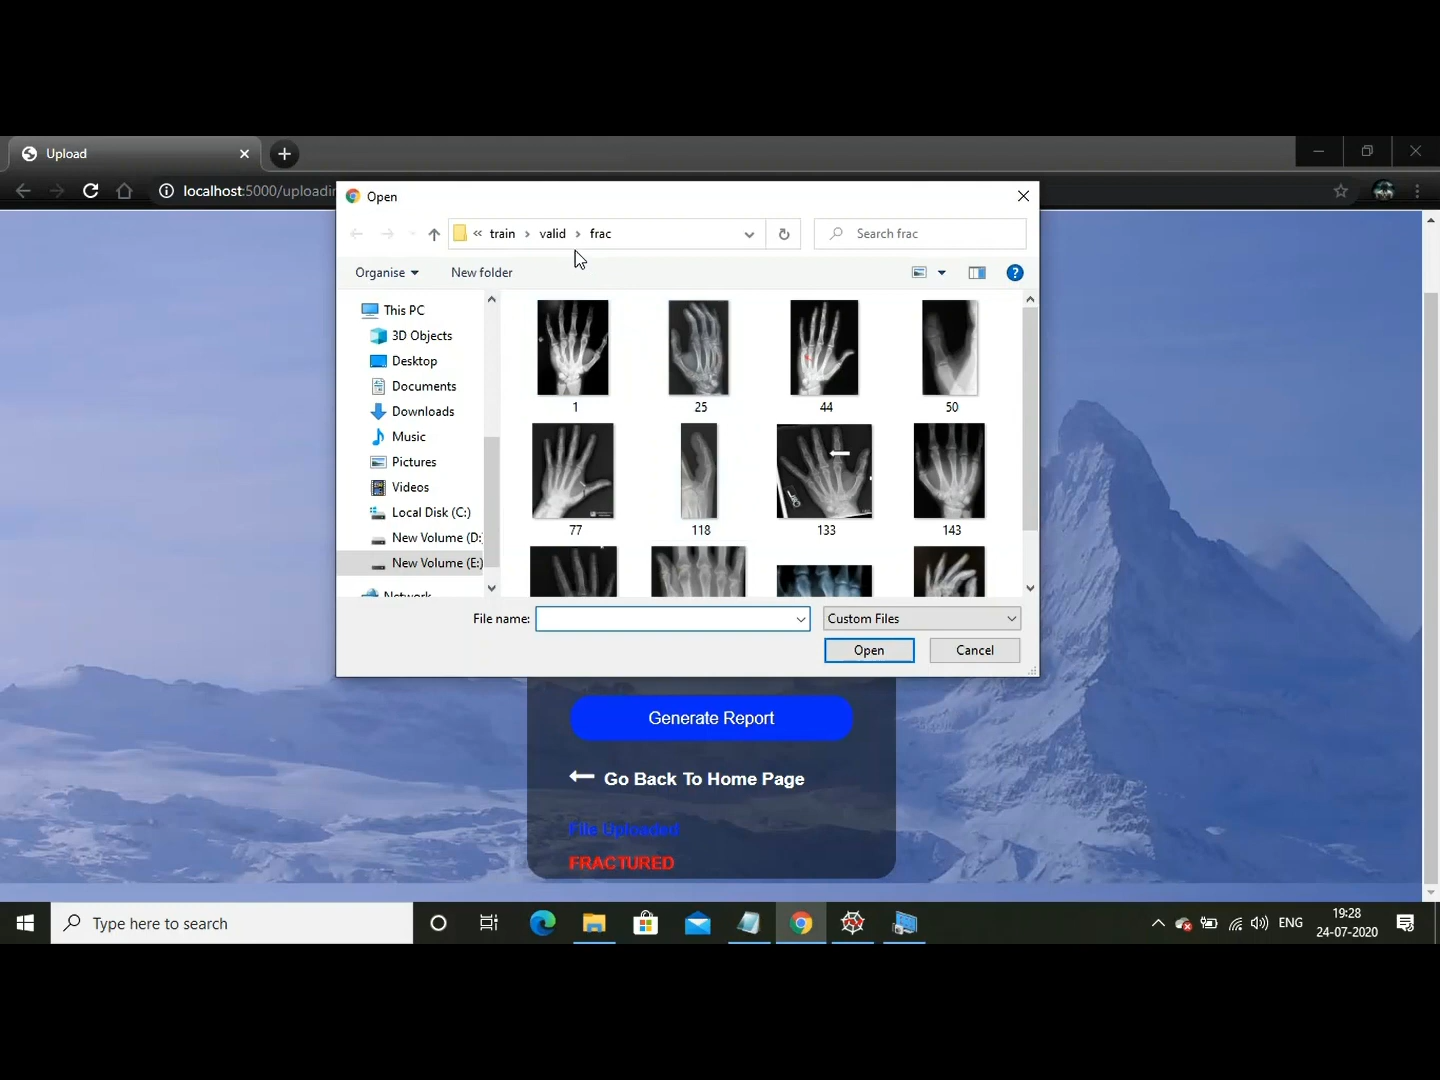 Upload
localhost:5000/uploadin
Open
« train › valid › frac
Search frac
Organise
New folder
This PC
3D Objects
Desktop
Documents
Downloads
Music
Pictures
Videos
Local Disk (C:)
New Volume (D:
New Volume (E:)
Network
1
25
44
50
77
118
133
143
File name:
Custom Files
Open
Cancel
Generate Report
Go Back To Home Page
File Uploaded
FRACTURED
Type here to search
ENG
19:28
24-07-2020